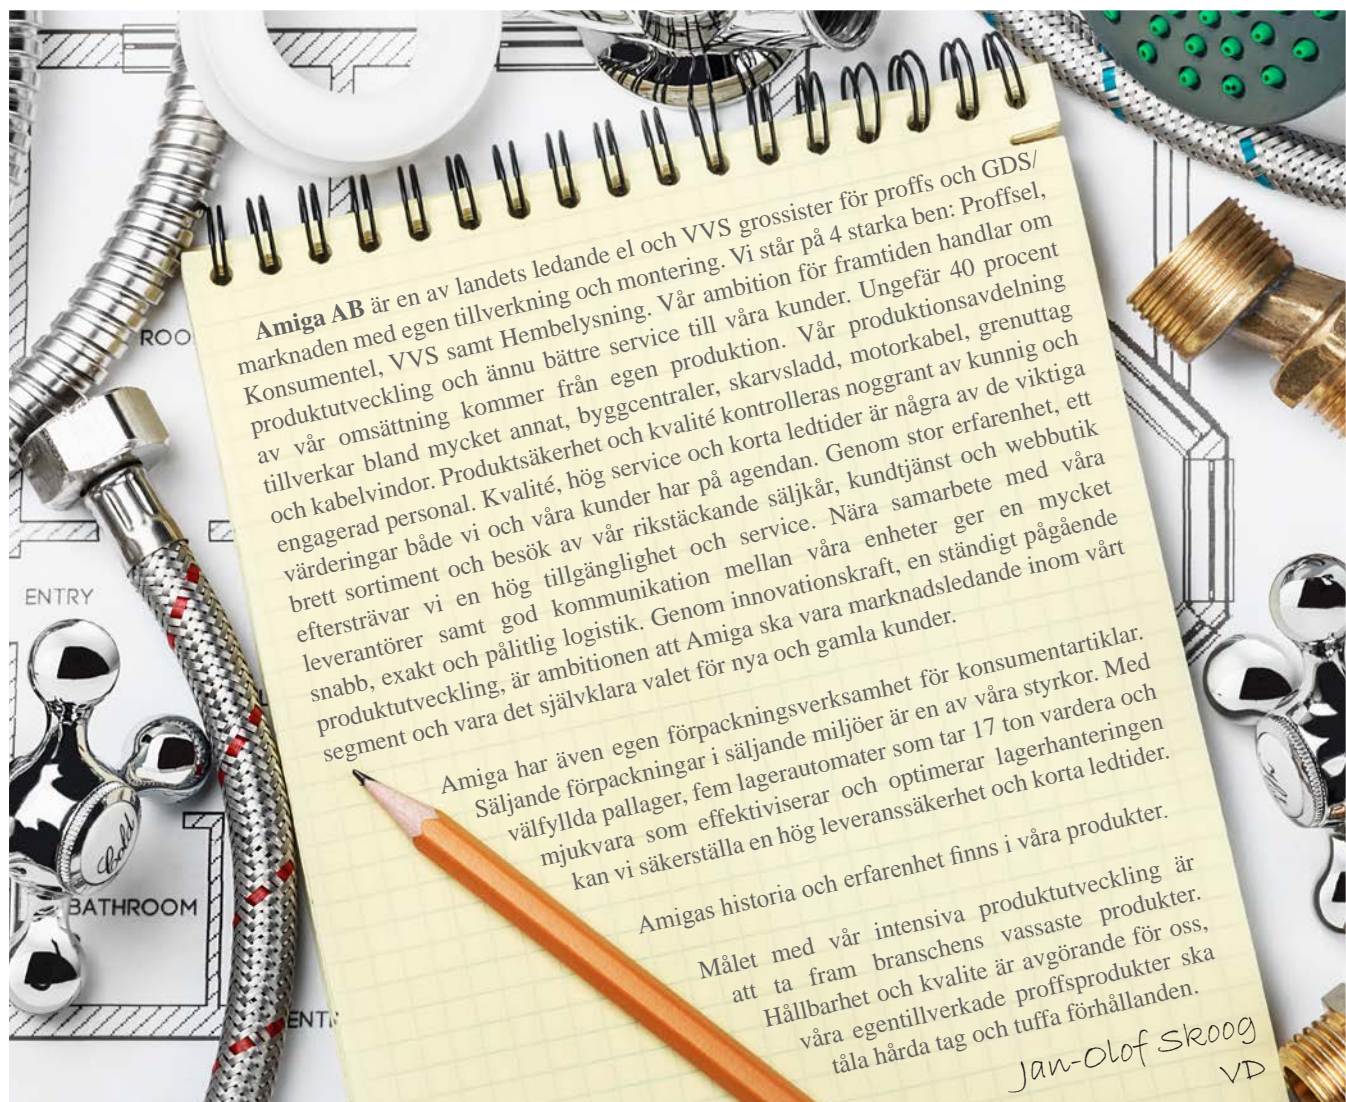 Amiga AB är en av landets ledande el och VVS grossister för proffs och GDS/
marknaden med egen tillverkning och montering. Vi står på 4 starka ben: Proffsel,
Konsumentel, VVS samt Hembelysning. Vår ambition för framtiden handlar om
produktutveckling och ännu bättre service till våra kunder. Ungefär 40 procent
av vår omsättning kommer från egen produktion. Vår produktionsavdelning
tillverkar bland mycket annat, byggcentraler, skarvsladd, motorkabel, grenuttag
och kabelvindor. Produktsäkerhet och kvalité kontrolleras noggrant av kunnig och
engagerad personal. Kvalité, hög service och korta ledtider är några av de viktiga
värderingar både vi och våra kunder har på agendan. Genom stor erfarenhet, ett
brett sortiment och besök av vår rikstäckande säljkår, kundtjänst och webbutik
eftersträvar vi en hög tillgänglighet och service. Nära samarbete med våra
leverantörer samt god kommunikation mellan våra enheter ger en mycket
snabb, exakt och pålitlig logistik. Genom innovationskraft, en ständigt pågående
produktutveckling, är ambitionen att Amiga ska vara marknadsledande inom vårt
segment och vara det självklara valet för nya och gamla kunder.
Amiga har även egen förpackningsverksamhet för konsumentartiklar.
Säljande förpackningar i säljande miljöer är en av våra styrkor. Med
välfyllda pallager, fem lagerautomater som tar 17 ton vardera och
mjukvara som effektiviserar och optimerar lagerhanteringen
kan vi säkerställa en hög leveranssäkerhet och korta ledtider.
Amigas historia och erfarenhet finns i våra produkter.
Målet med vår intensiva produktutveckling är
att ta fram branschens vassaste produkter.
Hållbarhet och kvalite är avgörande för oss,
våra egentillverkade proffsprodukter ska
tåla hårda tag och tuffa förhållanden.
Jan-Olof Skoog
VD
ROO
ENTRY
BATHROOM
Cold
ENT